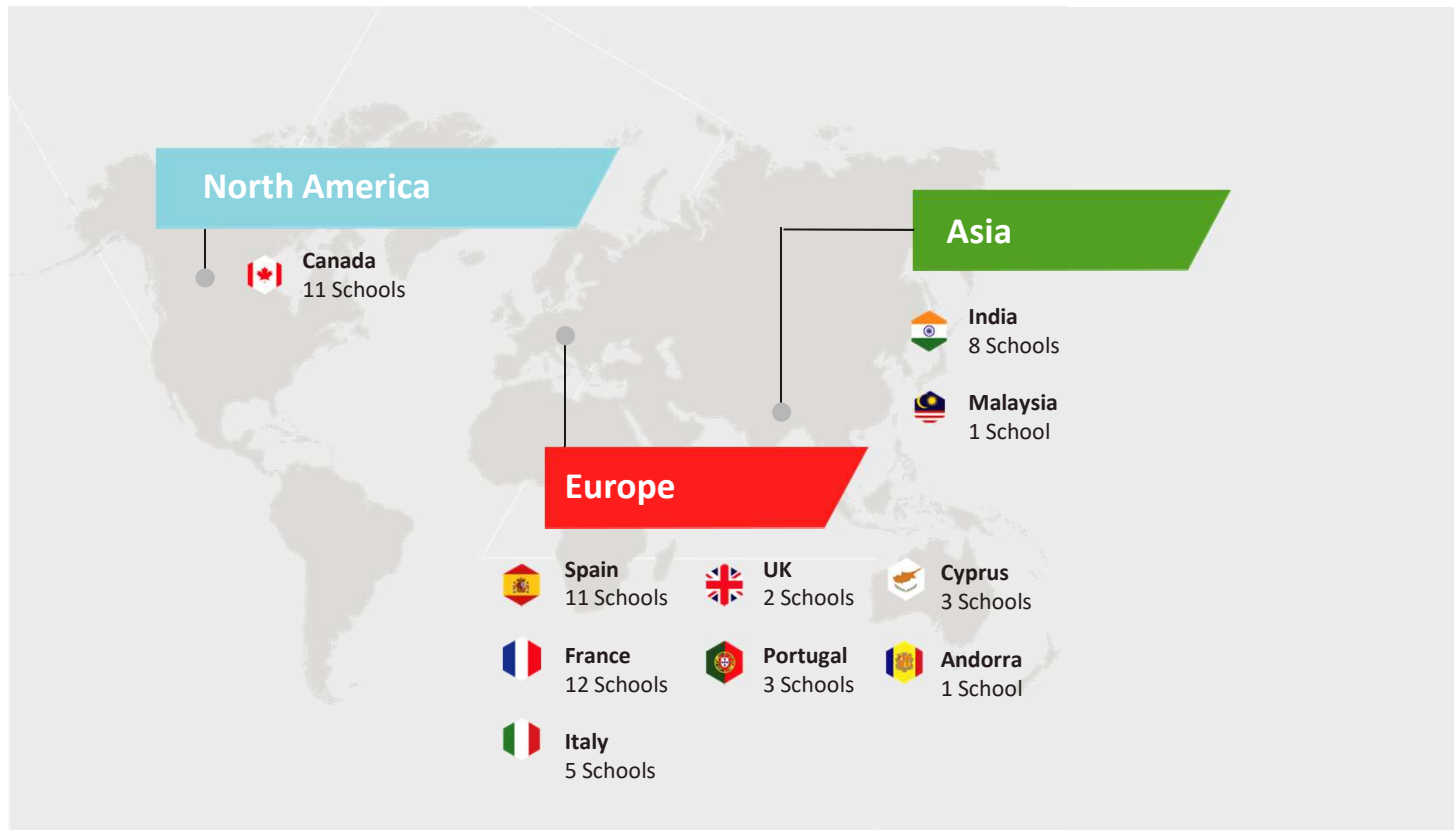 North America
Canada
11 Schools
Asia
India
8 Schools
Malaysia
1 School
Europe
Spain
11 Schools
UK
2 Schools
Cyprus
3 Schools
France
12 Schools
Portugal
3 Schools
Andorra
1 School
Italy
5 Schools